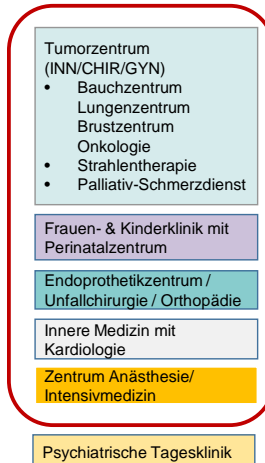 Tumorzentrum
(INN/CHIR/GYN)
• Bauchzentrum
Lungenzentrum
Brustzentrum
Onkologie
• Strahlentherapie
• Palliativ-Schmerzdienst
Frauen- & Kinderklinik mit
Perinatalzentrum
Endoprothetikzentrum /
Unfallchirurgie / Orthopädie
Innere Medizin mit
Kardiologie
Zentrum Anästhesie/
Intensivmedizin
Psychiatrische Tagesklinik